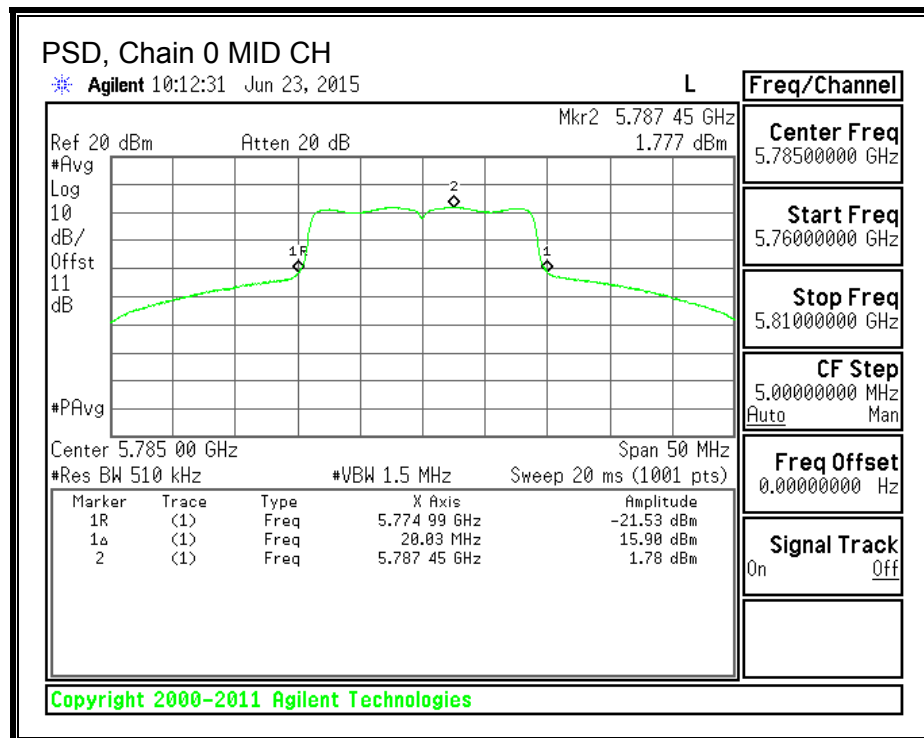 PSD, Chain 0 MID CH
Agilent 10:12:31 Jun 23, 2015 L
Freq/Channel
Mkr2 5.787 45 GHz
Ref 20 dBm Atten 20 dB 1.777 dBm
#Avg
Log
10
dB/
Offst
11
dB
#PAvg
1R
2
1
Center 5.785 00 GHz Span 50 MHz
#Res BW 510 kHz #VBW 1.5 MHz Sweep 20 ms (1001 pts)
Marker Trace Type X Axis Amplitude
1R (1) Freq 5.774 99 GHz -21.53 dBm
1Δ (1) Freq 20.03 MHz 15.90 dBm
2 (1) Freq 5.787 45 GHz 1.78 dBm
Center Freq
5.78500000 GHz
Start Freq
5.76000000 GHz
Stop Freq
5.81000000 GHz
CF Step
5.00000000 MHz
Auto Man
Freq Offset
0.00000000 Hz
Signal Track
On Off
Copyright 2000-2011 Agilent Technologies